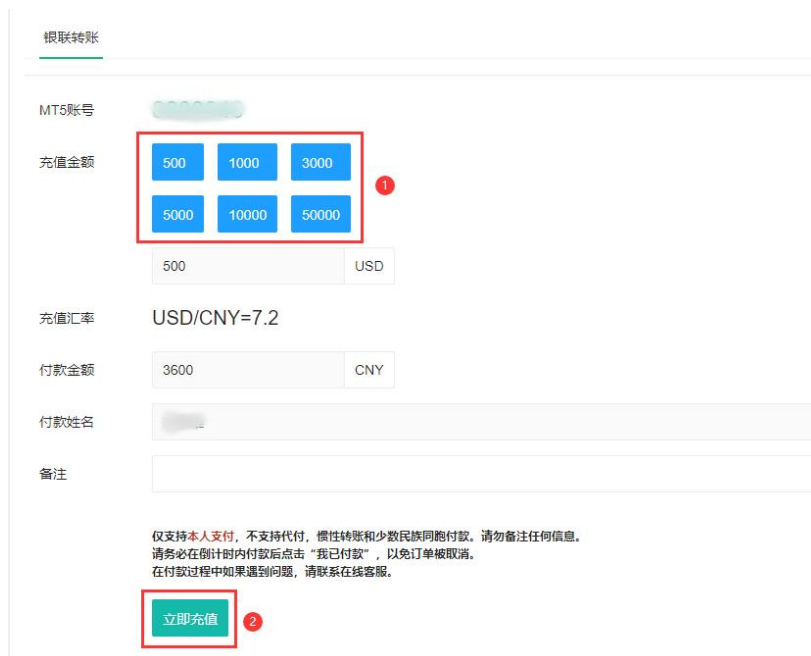 银联转账
MT5账号
充值金额
500 1000 3000
1
5000 10000 50000
500 USD
充值汇率 USD/CNY=7.2
付款金额 3600 CNY
付款姓名
备注
仅支持本人支付，不支持代付，惯性转账和少数民族同胞付款。请勿备注任何信息。
请务必在倒计时内付款后点击“我已付款”，以免订单被取消。
在付款过程中如果遇到问题，请联系在线客服。
立即充值 2